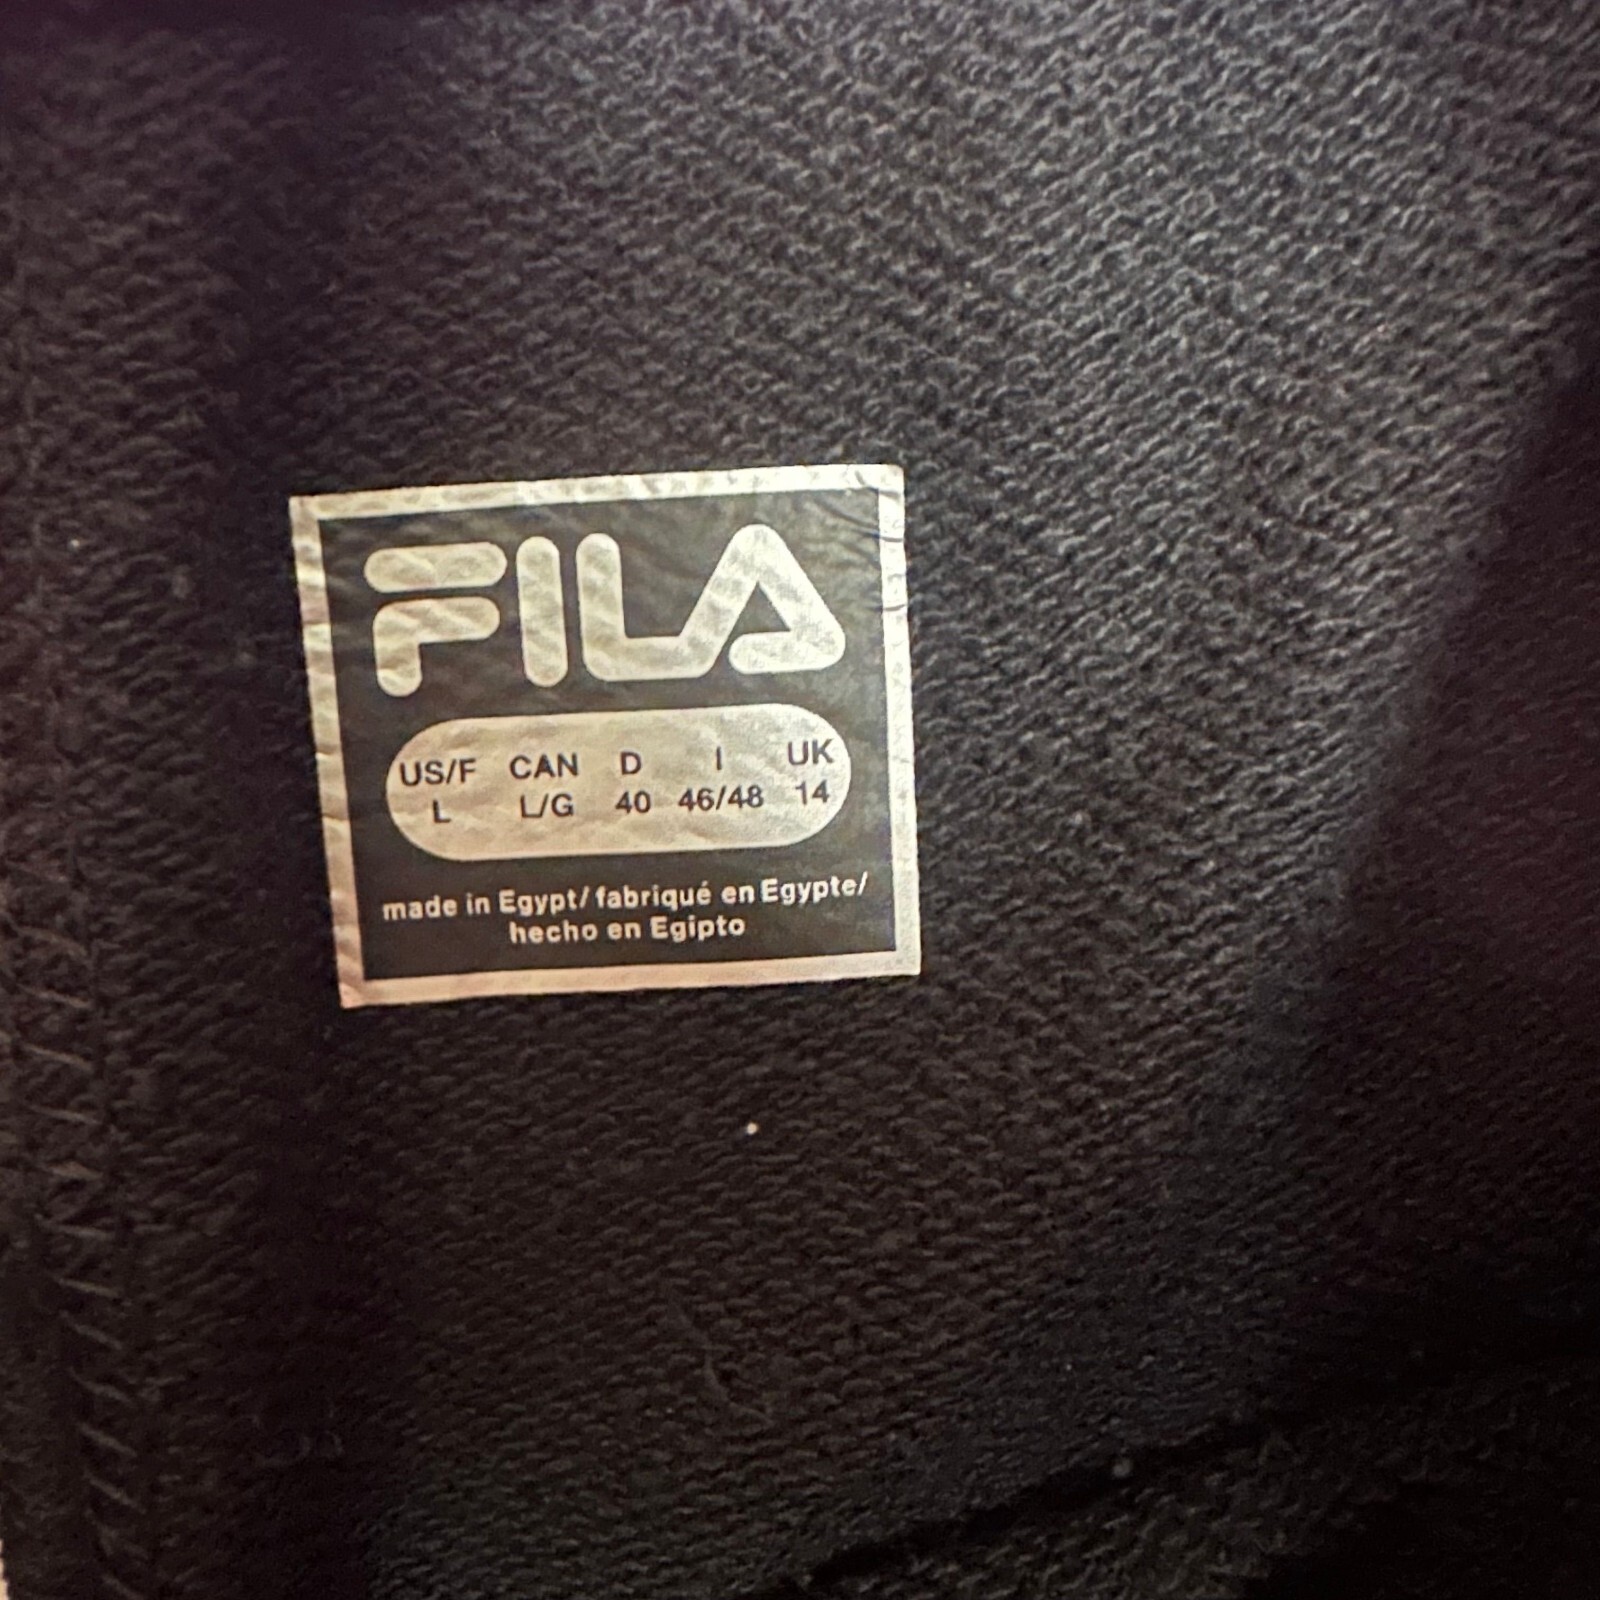 FILA
US/F CAN D I UK
L L/G 40 46/48 14
made in Egypt/fabriqué en Egypte/
hecho en Egipto